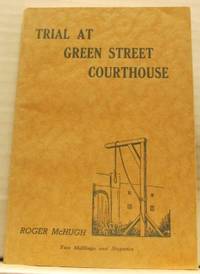 TRIAL AT
GREEN STREET
COURTHOUSE
ROGER McHUGH
Two Shillings and Sixpence